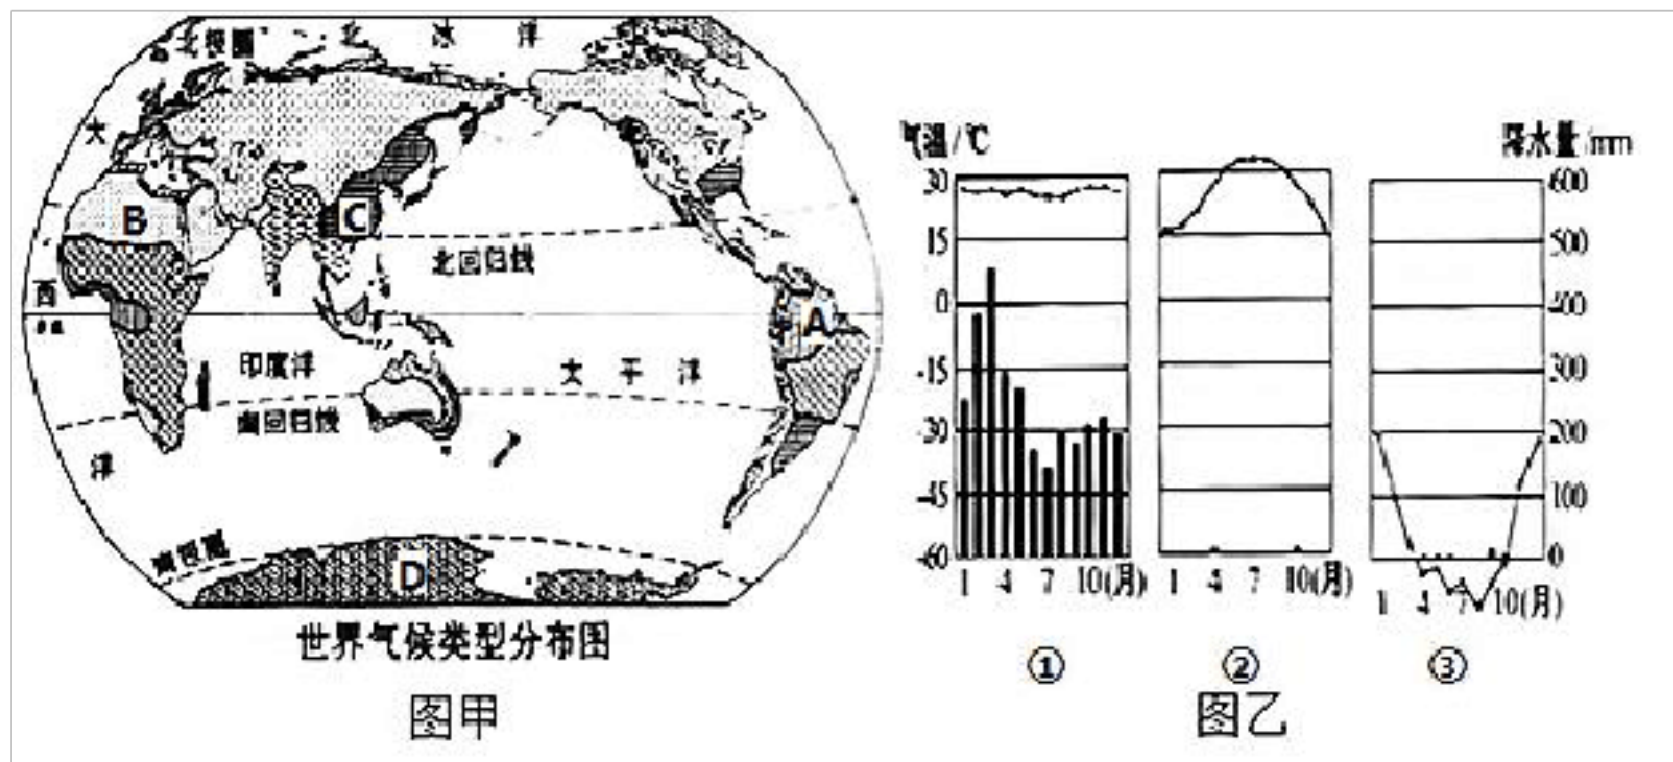 北极圈
北 冰 洋
大
西
洋
B
C
A
D
北回归线
印度洋
太 平 洋
南回归线
南极圈
世界气候类型分布图
图甲
气温/℃
30
15
0
-15
-30
-45
-60
1 4 7 10(月)
①
1 4 7 10(月)
②
降水量/mm
600
500
400
300
200
100
0
1 4 7 10(月)
③
图乙